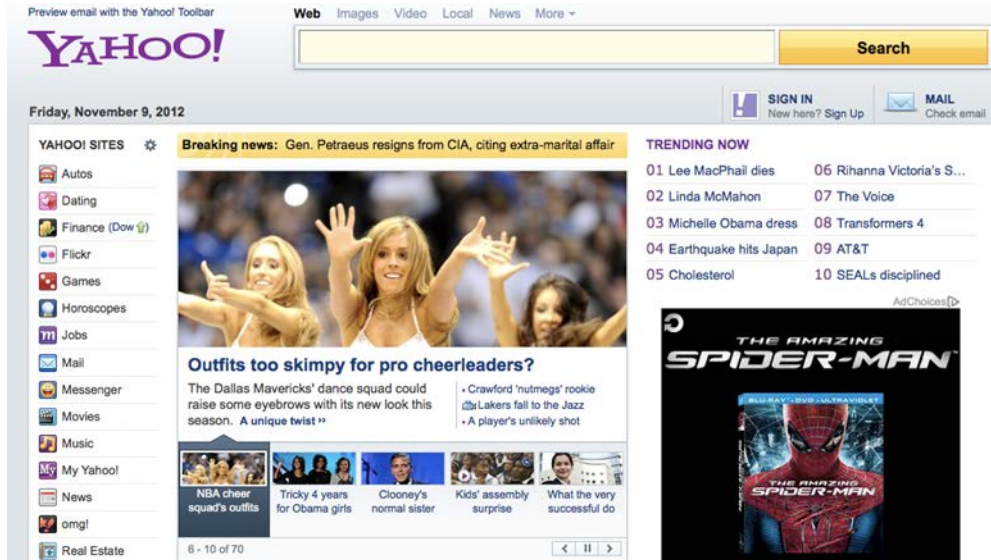 Preview email with the Yahoo! Toolbar
YAHOO!
Web Images Video Local News More
Search
Friday, November 9, 2012
SIGN IN
New here? Sign Up
MAIL
Check email
YAHOO! SITES
Autos
Dating
Finance (Dow )
Flickr
Games
Horoscopes
Jobs
Mail
Messenger
Movies
Music
My My Yahoo!
News
omg!
Real Estate
Breaking news: Gen. Petraeus resigns from CIA, citing extra-marital affair
Outfits too skimpy for pro cheerleaders?
The Dallas Mavericks' dance squad could
raise some eyebrows with its new look this
season. A unique twist »
• Crawford 'nutmegs' rookie
Lakers fall to the Jazz
• A player's unlikely shot
NBA cheer
squad's outfits
Tricky 4 years
for Obama girls
Clooney's
normal sister
Kids' assembly
surprise
What the very
successful do
6 - 10 of 70
TRENDING NOW
01 Lee MacPhail dies
02 Linda McMahon
03 Michelle Obama dress
04 Earthquake hits Japan
05 Cholesterol
06 Rihanna Victoria's S...
07 The Voice
08 Transformers 4
09 AT&T
10 SEALs disciplined
AdChoices
THE AMAZING
SPIDER-MAN
BLU-RAY + DVD + ULTRAVIOLET
THE AMAZING
SPIDER-MAN